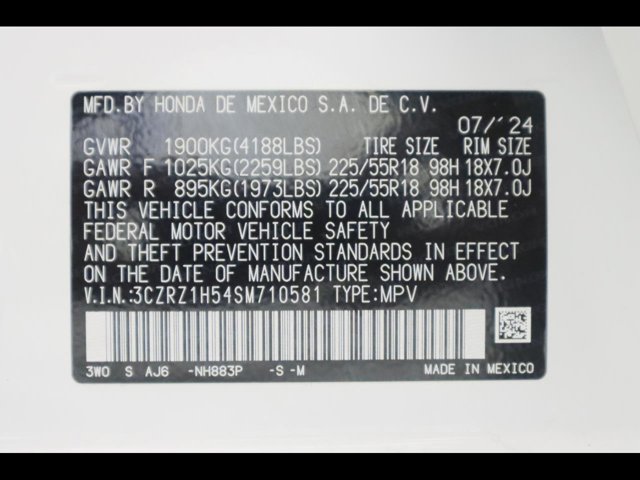 MFD.BY HONDA DE MEXICO S.A. DE C.V.
07/'24
GVWR 1900KG(4188LBS) TIRE SIZE RIM SIZE
GAWR F 1025KG(2259LBS) 225/55R18 98H 18X7.0J
GAWR R 895KG(1973LBS) 225/55R18 98H 18X7.0J
THIS VEHICLE CONFORMS TO ALL APPLICABLE
FEDERAL MOTOR VEHICLE SAFETY
AND THEFT PREVENTION STANDARDS IN EFFECT
ON THE DATE OF MANUFACTURE SHOWN ABOVE.
V.I.N.:3CZRZ1H54SM710581 TYPE:MPV
3WO S AJ6 -NH883P -S -M MADE IN MEXICO